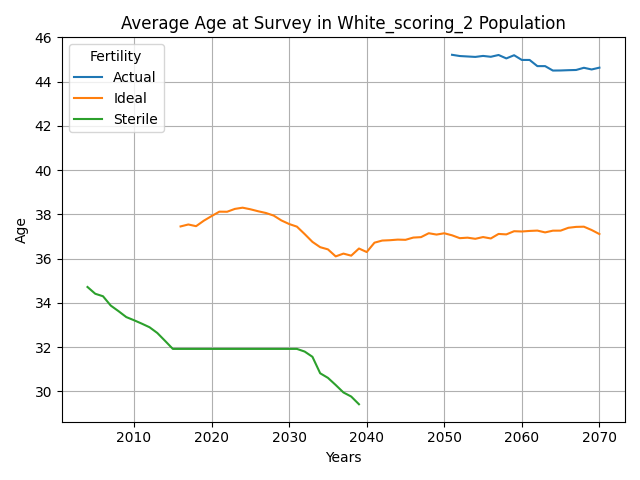 Average Age at Survey in White_scoring_2 Population
Fertility
Actual
Ideal
Sterile
Age
46
44
42
40
38
36
34
32
30
2010
2020
2030
2040
2050
2060
2070
Years